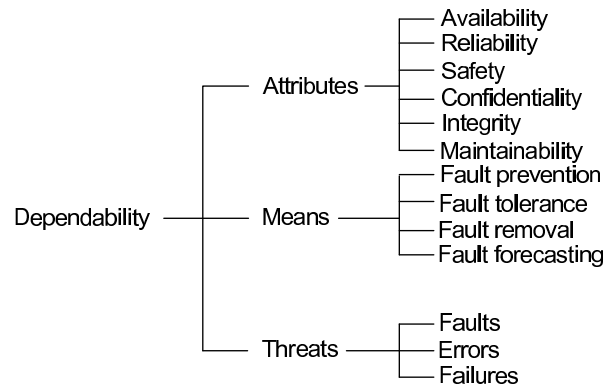 Availability
Reliability
Safety
Attributes
Confidentiality
Integrity
Maintainability
Fault prevention
Fault tolerance
Dependability
Means
Fault removal
Fault forecasting
Faults
Threats
Errors
Failures